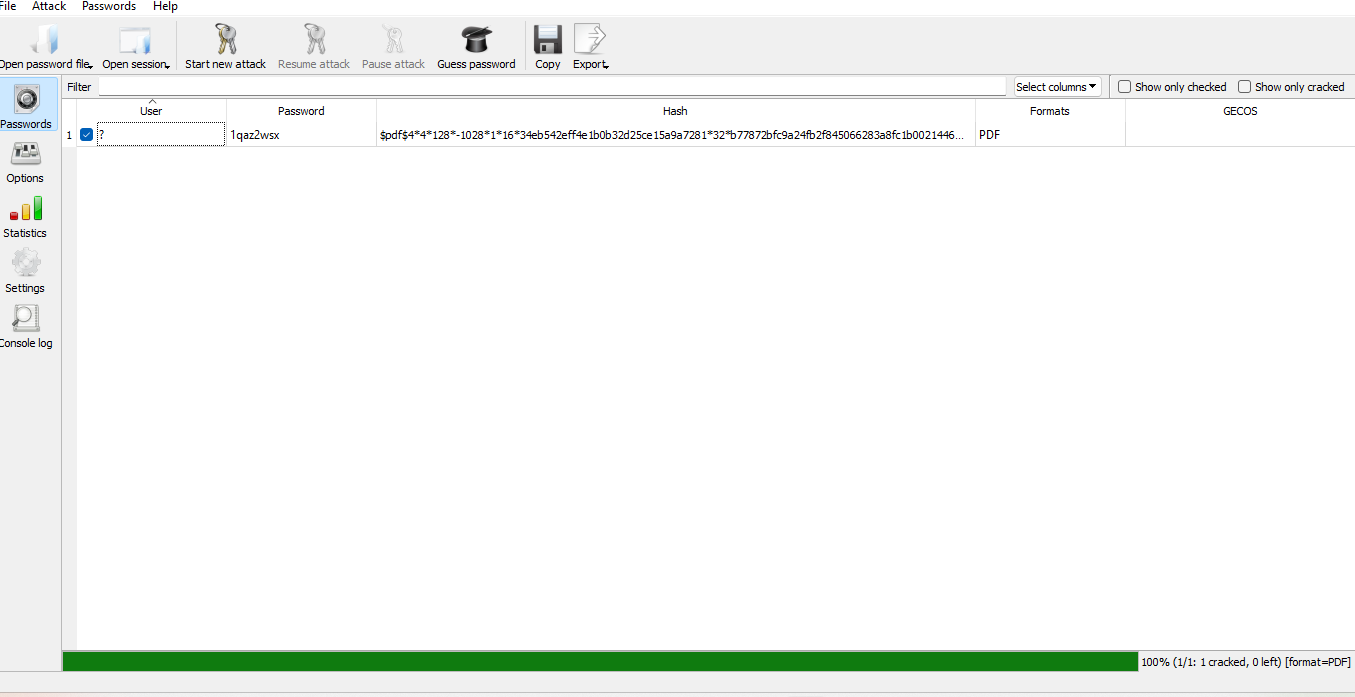 File Attack Passwords Help
Open password file Open session Start new attack Resume attack Pause attack Guess password Copy Export
Passwords
Options
Statistics
Settings
Console log
Filter Select columns Show only checked Show only cracked
User Password Hash Formats GECOS
1 ? 1qaz2wsx $pdf$4*4*128*-1028*1*16*34eb542eff4e1b0b32d25ce15a9a7281*32*b77872bfc9a24fb2f845066283a8fc1b0021446... PDF
100% (1/1: 1 cracked, 0 left) [format=PDF]